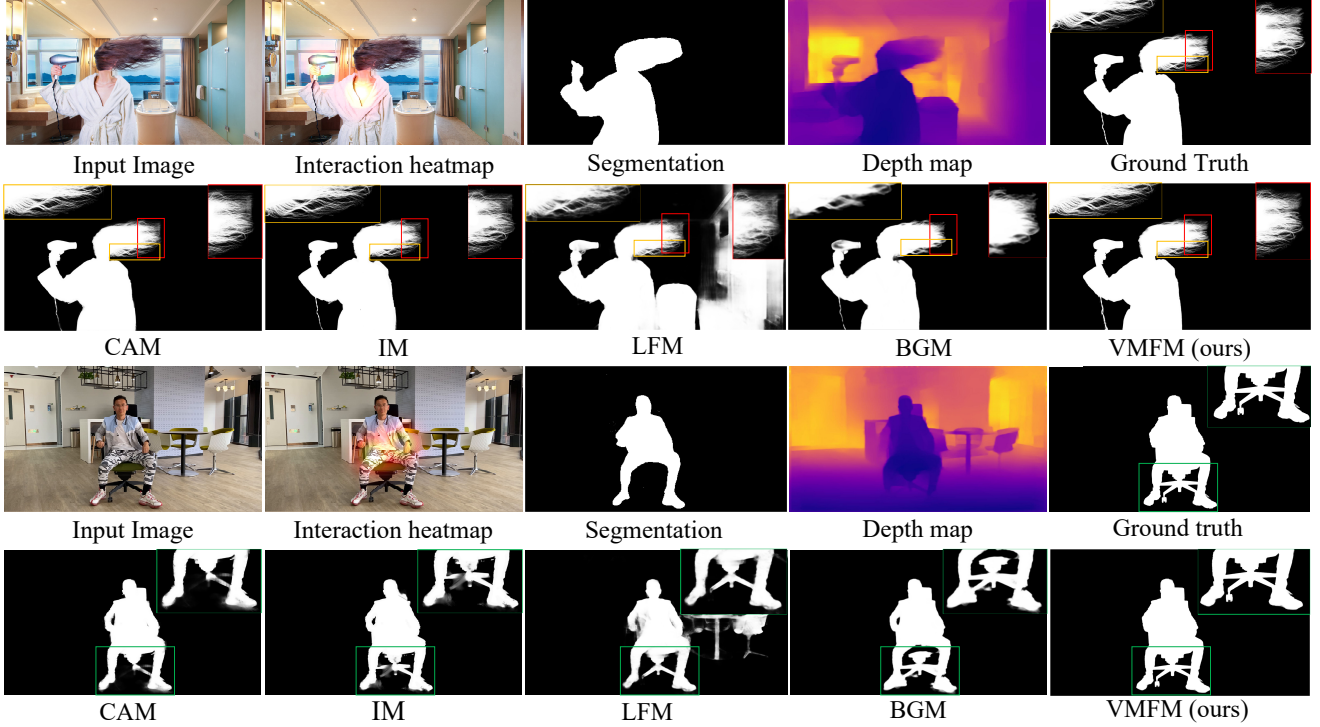 Input Image Interaction heatmap Segmentation Depth map Ground Truth
CAM IM LFM BGM VMFM (ours)
Input Image Interaction heatmap Segmentation Depth map Ground truth
CAM IM LFM BGM VMFM (ours)